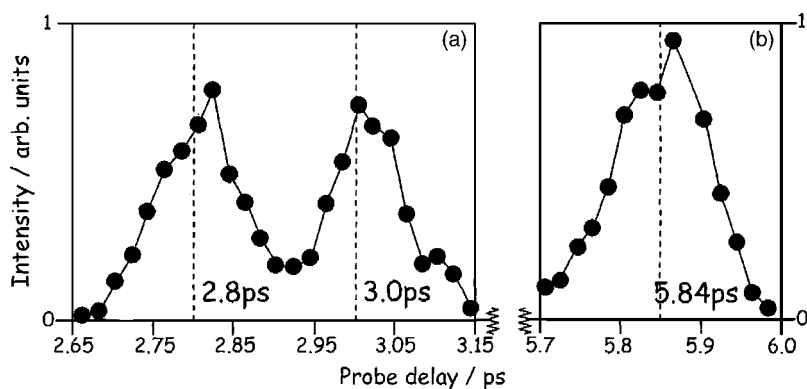 1
(a)
(b)
1
Intensity / arb. units
2.8ps
3.0ps
5.84ps
0
0
2.65
2.75
2.85
2.95
3.05
3.15
5.7
5.8
5.9
6.0
Probe delay / ps